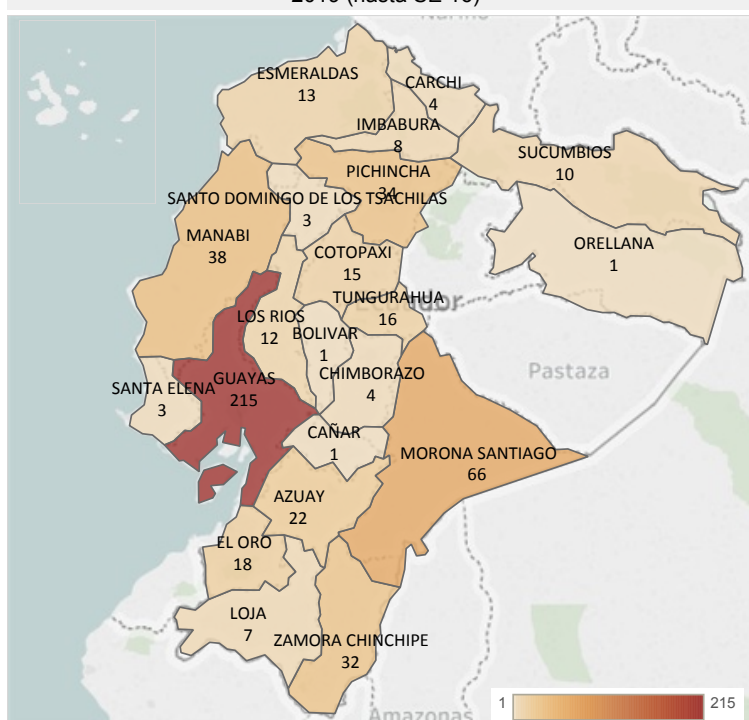 ESMERALDAS
13
CARCHI
4
IMBABURA
8
SUCUMBIOS
10
PICHINCHA
34
SANTO DOMINGO DE LOS TSACHILAS
3
MANABI
38
ORELLANA
1
COTOPAXI
15
TUNGURAHUA
16
Ecuador
LOS RIOS
12
BOLIVAR
1
CHIMBORAZO
4
Pastaza
SANTA ELENA
3
GUAYAS
215
CAÑAR
1
MORONA SANTIAGO
66
AZUAY
22
EL ORO
18
LOJA
7
ZAMORA CHINCHIPE
32
1
215
Amazonas